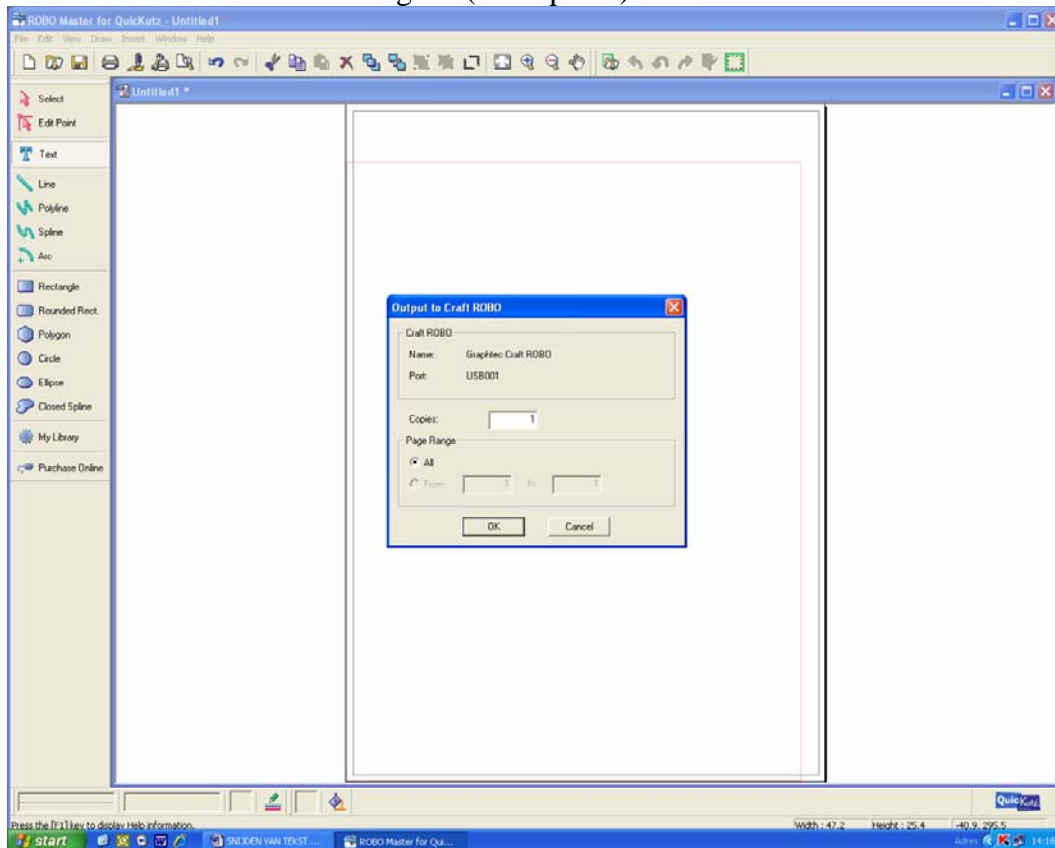 ROBO Master for QuicKutz - Untitled1
File Edit View Draw Insert Window Help
Untitled1 *
Select
Edit Point
Text
Line
Polyline
Spline
Arc
Rectangle
Rounded Rect.
Polygon
Circle
Ellipse
Closed Spline
My Library
Purchase Online
Output to Craft ROBO
Craft ROBO
Name: Graphtec Craft ROBO
Port: USB001
Copies: 1
Page Range
All
From: 1 to: 1
OK Cancel
QuicKutz
Press the [F1] key to display Help information.
Width : 47.2 Height : 25.4 -40.9, 295.5
start SNIJDEN VAN TEKST ... ROBO Master for Qui... Adres 14:18